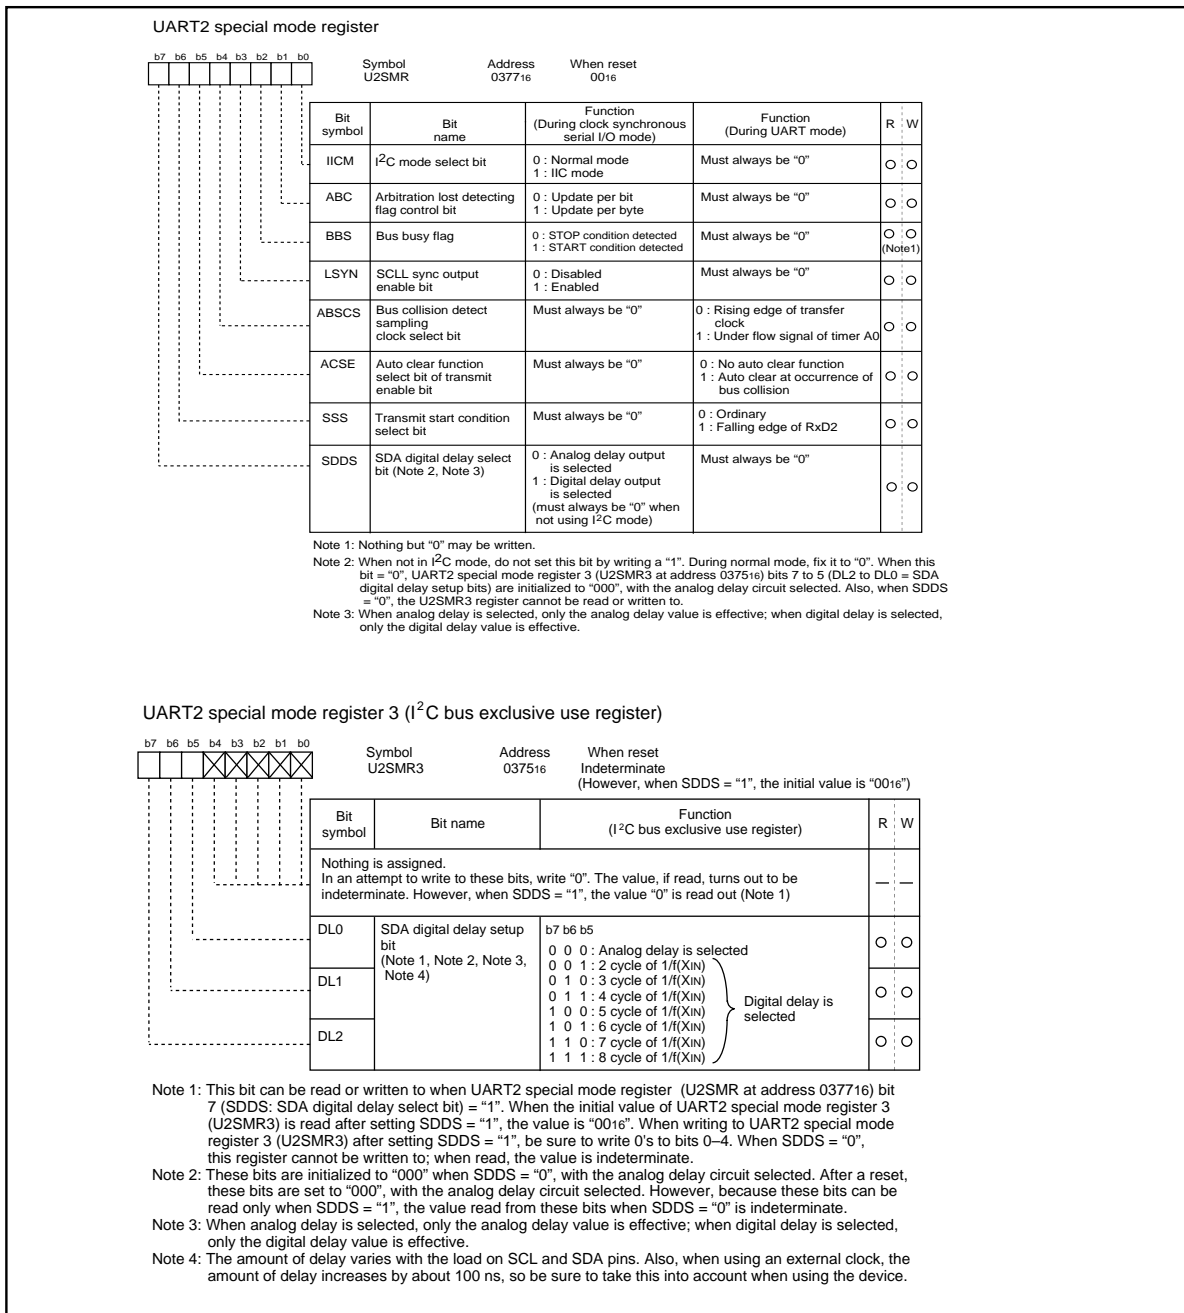 UART2 special mode register
b7 b6 b5 b4 b3 b2 b1 b0
Symbol Address When reset
U2SMR 037716 0016
Bit symbol Bit name Function (During clock synchronous serial I/O mode) Function (During UART mode) R W
IICM I2C mode select bit 0 : Normal mode Must always be “0”
1 : IIC mode
ABC Arbitration lost detecting 0 : Update per bit Must always be “0”
flag control bit 1 : Update per byte
BBS Bus busy flag 0 : STOP condition detected Must always be “0”
1 : START condition detected (Note1)
LSYN SCLL sync output 0 : Disabled Must always be “0”
enable bit 1 : Enabled
ABSCS Bus collision detect Must always be “0” 0 : Rising edge of transfer
sampling clock
clock select bit 1 : Under flow signal of timer A0
ACSE Auto clear function Must always be “0” 0 : No auto clear function
select bit of transmit 1 : Auto clear at occurrence of
enable bit bus collision
SSS Transmit start condition Must always be “0” 0 : Ordinary
select bit 1 : Falling edge of RxD2
SDDS SDA digital delay select 0 : Analog delay output Must always be “0”
bit (Note 2, Note 3) is selected
1 : Digital delay output
is selected
(must always be “0” when
not using I2C mode)
Note 1: Nothing but “0” may be written.
Note 2: When not in I2C mode, do not set this bit by writing a “1”. During normal mode, fix it to “0”. When this
bit = “0”, UART2 special mode register 3 (U2SMR3 at address 037516) bits 7 to 5 (DL2 to DL0 = SDA
digital delay setup bits) are initialized to “000”, with the analog delay circuit selected. Also, when SDDS
= “0”, the U2SMR3 register cannot be read or written to.
Note 3: When analog delay is selected, only the analog delay value is effective; when digital delay is selected,
only the digital delay value is effective.
UART2 special mode register 3 (I2C bus exclusive use register)
b7 b6 b5 b4 b3 b2 b1 b0
Symbol Address When reset
U2SMR3 037516 Indeterminate
(However, when SDDS = “1”, the initial value is “0016”)
Bit symbol Bit name Function (I2C bus exclusive use register) R W
Nothing is assigned.
In an attempt to write to these bits, write “0”. The value, if read, turns out to be
indeterminate. However, when SDDS = “1”, the value “0” is read out (Note 1) — —
DL0 SDA digital delay setup b7 b6 b5
bit
(Note 1, Note 2, Note 3,
Note 4)
0 0 0 : Analog delay is selected
0 0 1 : 2 cycle of 1/f(XIN)
DL1 0 1 0 : 3 cycle of 1/f(XIN)
0 1 1 : 4 cycle of 1/f(XIN)
1 0 0 : 5 cycle of 1/f(XIN)
Digital delay is
selected
1 0 1 : 6 cycle of 1/f(XIN)
DL2 1 1 0 : 7 cycle of 1/f(XIN)
1 1 1 : 8 cycle of 1/f(XIN)
Note 1: This bit can be read or written to when UART2 special mode register (U2SMR at address 037716) bit
7 (SDDS: SDA digital delay select bit) = “1”. When the initial value of UART2 special mode register 3
(U2SMR3) is read after setting SDDS = “1”, the value is “0016”. When writing to UART2 special mode
register 3 (U2SMR3) after setting SDDS = “1”, be sure to write 0’s to bits 0–4. When SDDS = “0”,
this register cannot be written to; when read, the value is indeterminate.
Note 2: These bits are initialized to “000” when SDDS = “0”, with the analog delay circuit selected. After a reset,
these bits are set to “000”, with the analog delay circuit selected. However, because these bits can be
read only when SDDS = “1”, the value read from these bits when SDDS = “0” is indeterminate.
Note 3: When analog delay is selected, only the analog delay value is effective; when digital delay is selected,
only the digital delay value is effective.
Note 4: The amount of delay varies with the load on SCL and SDA pins. Also, when using an external clock, the
amount of delay increases by about 100 ns, so be sure to take this into account when using the device.